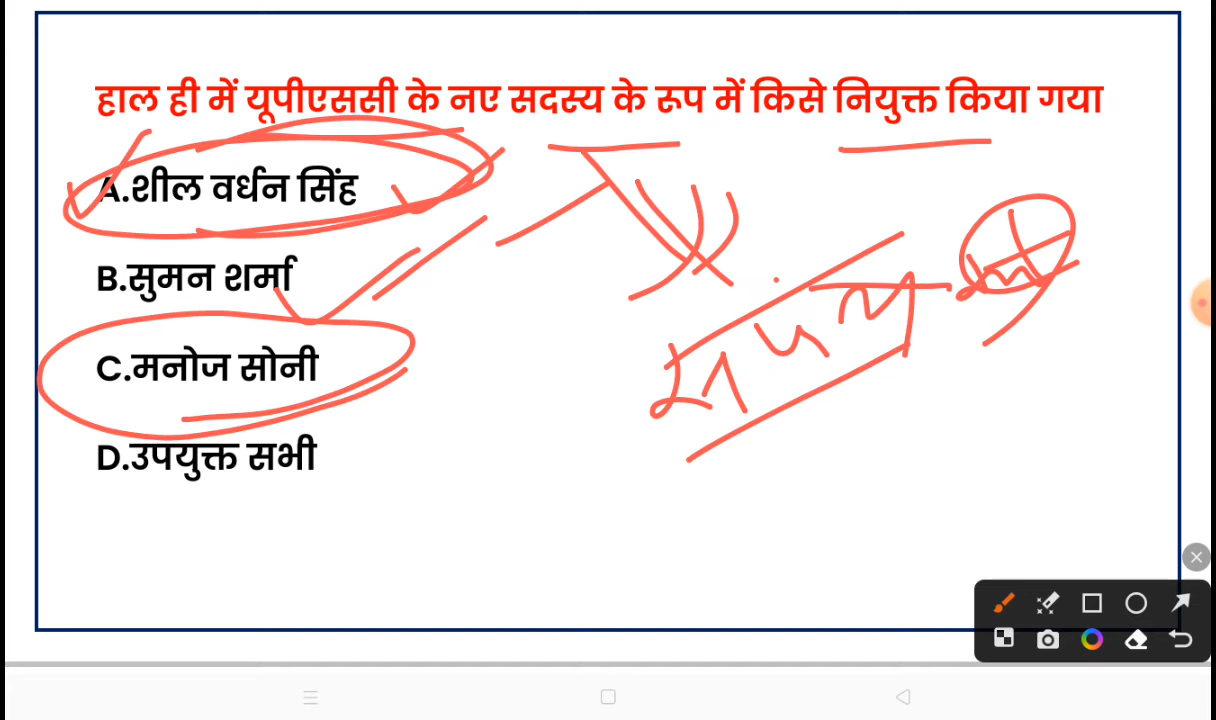 हाल ही में यूपीएससी के नए सदस्य के रूप में किसे नियुक्त किया गया
A.शील वर्धन सिंह
B.सुमन शर्मा
C.मनोज सोनी
D.उपयुक्त सभी